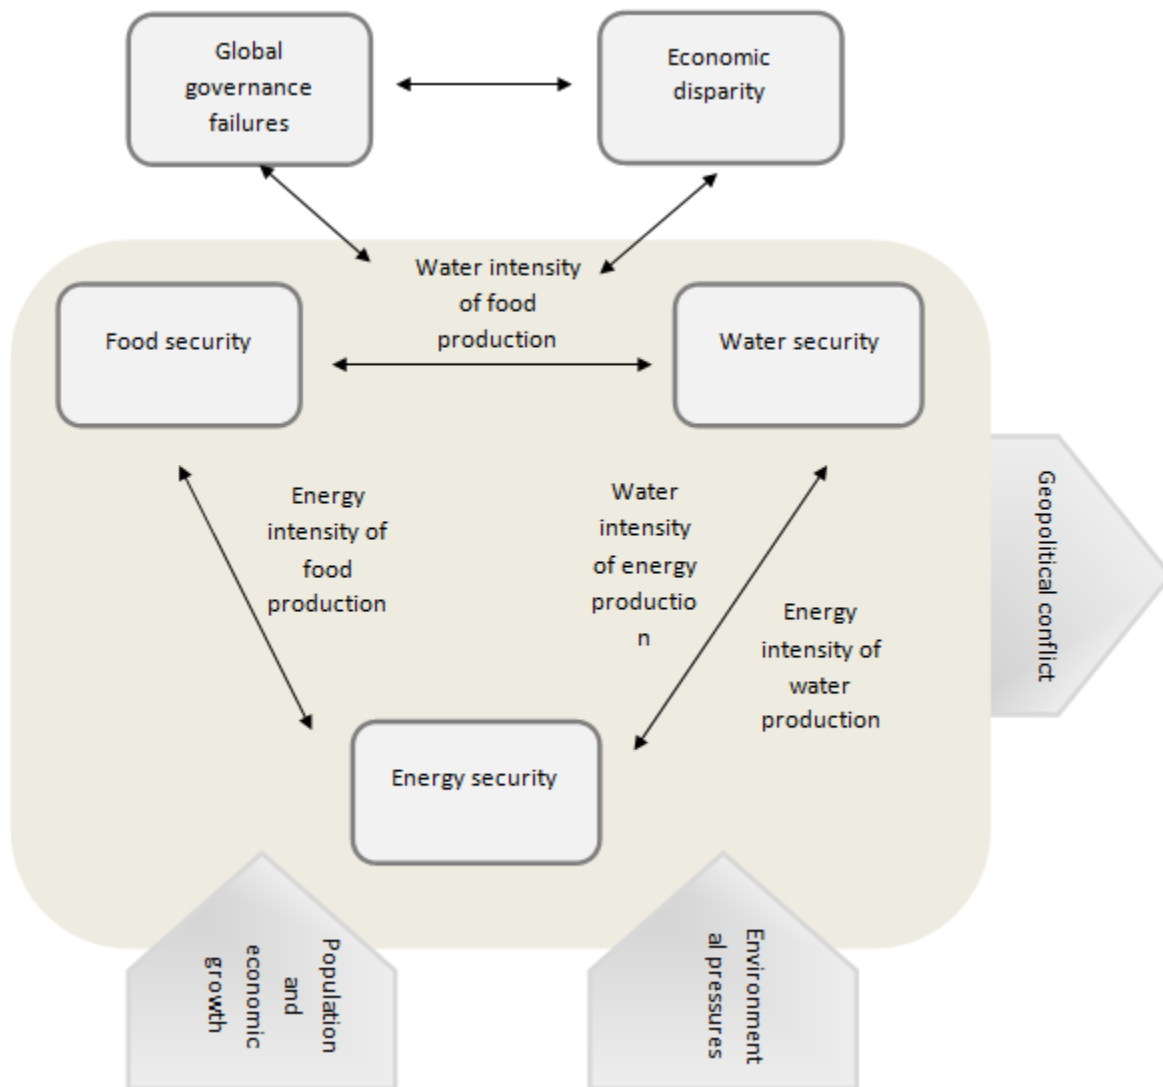 Global
governance
failures
Economic
disparity
Water intensity
of food
production
Food security
Water security
Energy
intensity of
food
production
Water
intensity
of energy
productio
n
Energy
intensity of
water
production
Geopolitical conflict
Energy security
Population
and
economic
growth
Environment
al pressures